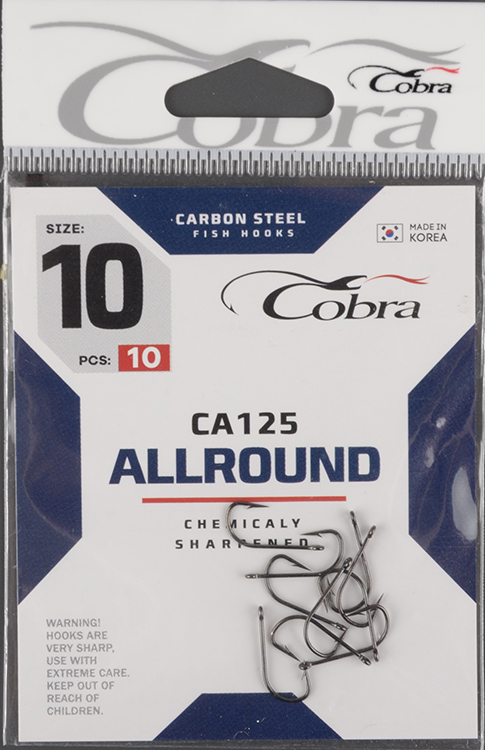 Cobra
Cobra
CARBON STEEL
FISH HOOKS
SIZE:
10
PCS: 10
MADE IN
KOREA
Cobra
CA125
ALLROUND
CHEMICALY
SHARPENED
WARNING!
HOOKS ARE
VERY SHARP,
USE WITH
EXTREME CARE.
KEEP OUT OF
REACH OF
CHILDREN.